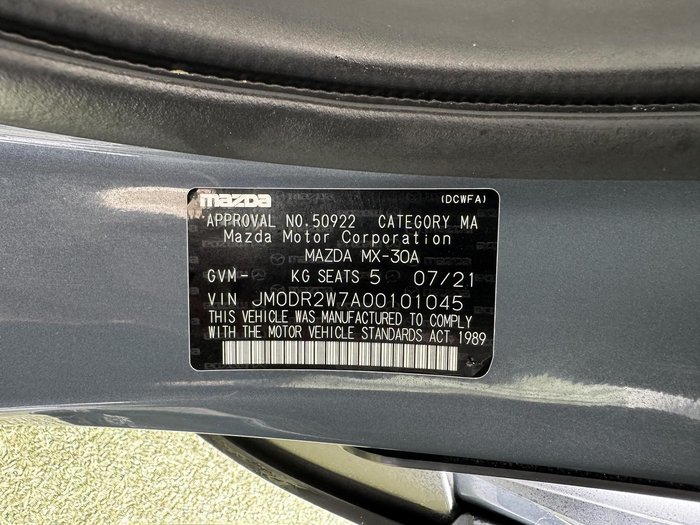 mazda (DCWFA)
APPROVAL NO.50922 CATEGORY MA
Mazda Motor Corporation
MAZDA MX-30A
GVM- KG SEATS 5 07/21
VIN JM0DR2W7A00101045
THIS VEHICLE WAS MANUFACTURED TO COMPLY
WITH THE MOTOR VEHICLE STANDARDS ACT 1989